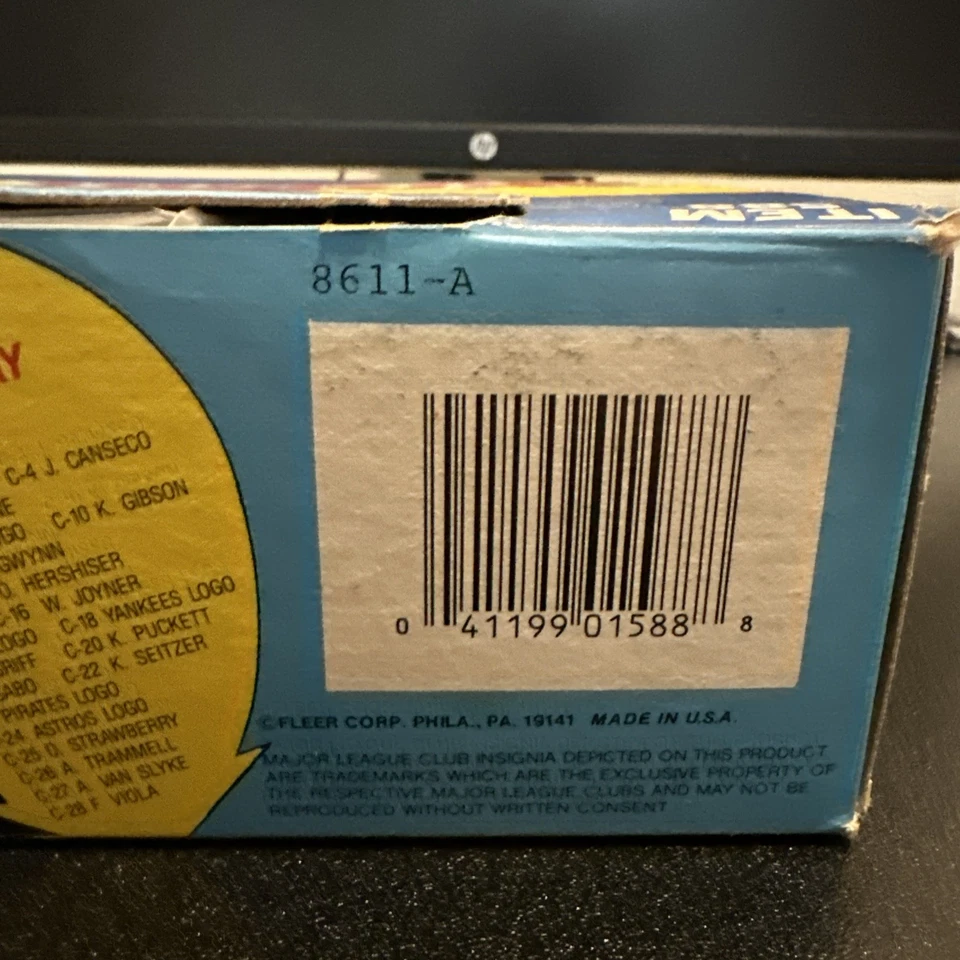 ITEM
8611-A
C-4 J. CANSECO
C-10 K. GIBSON
GWYNN
O. HERSHISER
C-16 W. JOYNER
LOGO C-18 YANKEES LOGO
C-20 K. PUCKETT
SABO C-22 K. SEITZER
PIRATES LOGO
C-24 ASTROS LOGO
C-25 D. STRAWBERRY
C-26 A. TRAMMELL
C-27 A. VAN SLYKE
C-28 F. VIOLA
0 41199 01588 8
© FLEER CORP. PHILA., PA. 19141 MADE IN U.S.A.
MAJOR LEAGUE CLUB INSIGNIA DEPICTED ON THIS PRODUCT
ARE TRADEMARKS WHICH ARE THE EXCLUSIVE PROPERTY OF
THE RESPECTIVE MAJOR LEAGUE CLUBS AND MAY NOT BE
REPRODUCED WITHOUT WRITTEN CONSENT